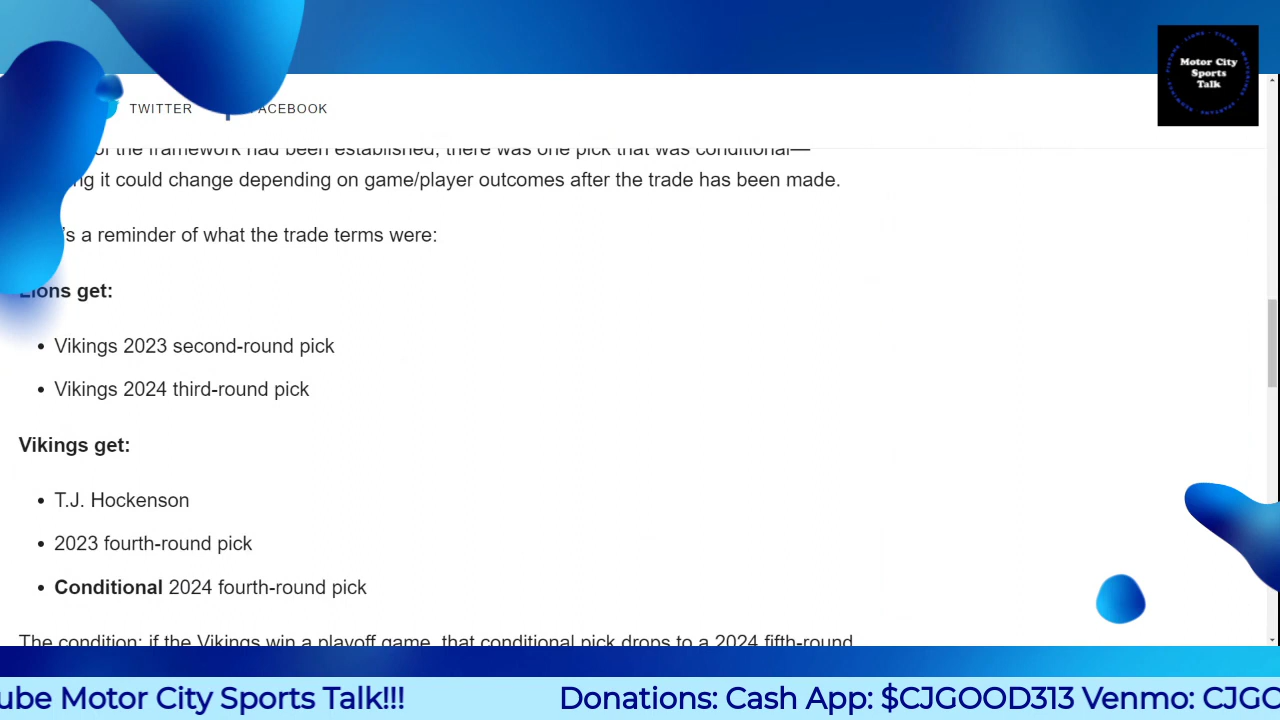 Motor City
Sports
Talk
TWITTER
ACEBOOK
of the framework had been established, there was one pick that was conditional—
ng it could change depending on game/player outcomes after the trade has been made.
's a reminder of what the trade terms were:
Lions get:
• Vikings 2023 second-round pick
• Vikings 2024 third-round pick
Vikings get:
• T.J. Hockenson
• 2023 fourth-round pick
• Conditional 2024 fourth-round pick
The condition: if the Vikings win a playoff game, that conditional pick drops to a 2024 fifth-round
ube Motor City Sports Talk!!! Donations: Cash App: $CJGOOD313 Venmo: CJGO